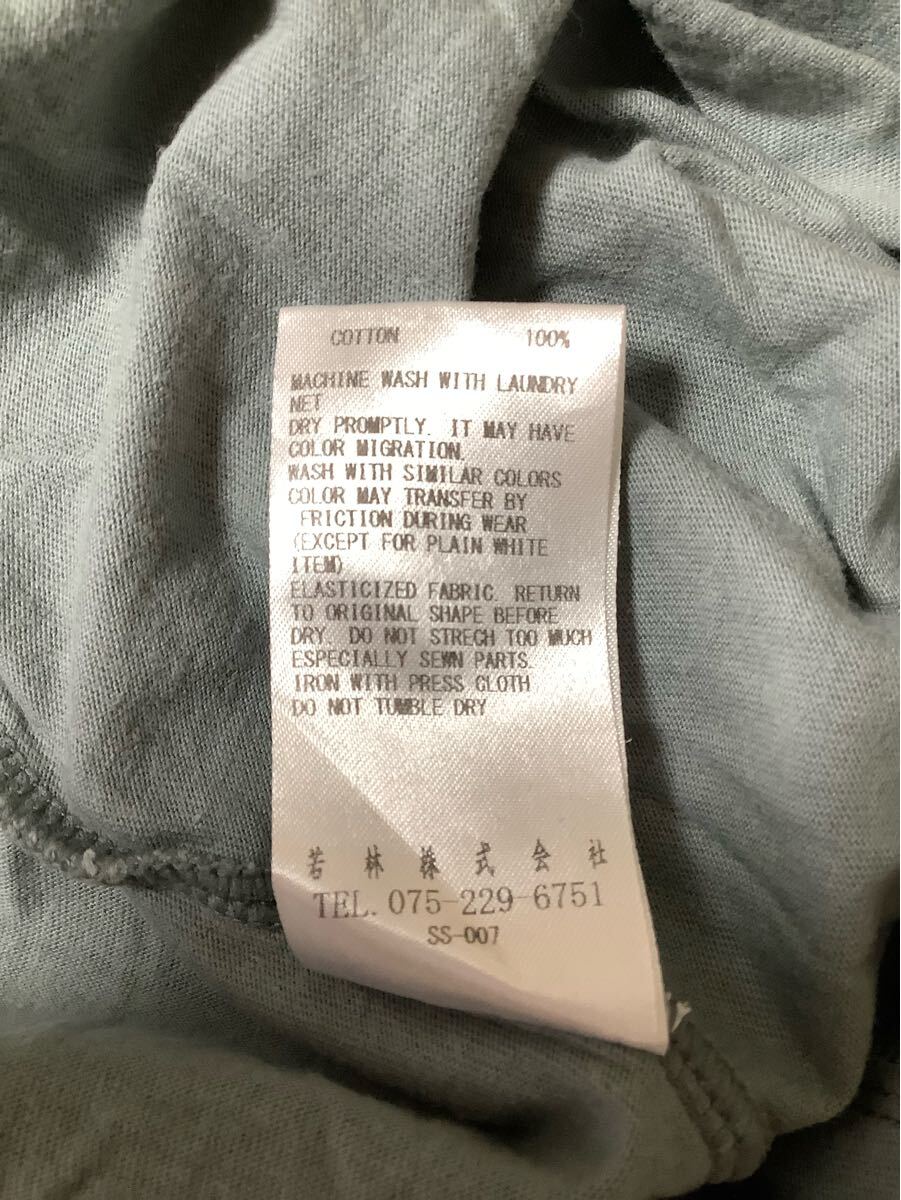 COTTON 100%
MACHINE WASH WITH LAUNDRY
NET
DRY PROMPTLY. IT MAY HAVE
COLOR MIGRATION.
WASH WITH SIMILAR COLORS
COLOR MAY TRANSFER BY
FRICTION DURING WEAR
(EXCEPT FOR PLAIN WHITE
ITEM)
ELASTICIZED FABRIC. RETURN
TO ORIGINAL SHAPE BEFORE
DRY. DO NOT STRECH TOO MUCH
ESPECIALLY SEWN PARTS.
IRON WITH PRESS CLOTH
DO NOT TUMBLE DRY
若林株式会社
TEL. 075-229-6751
SS-007